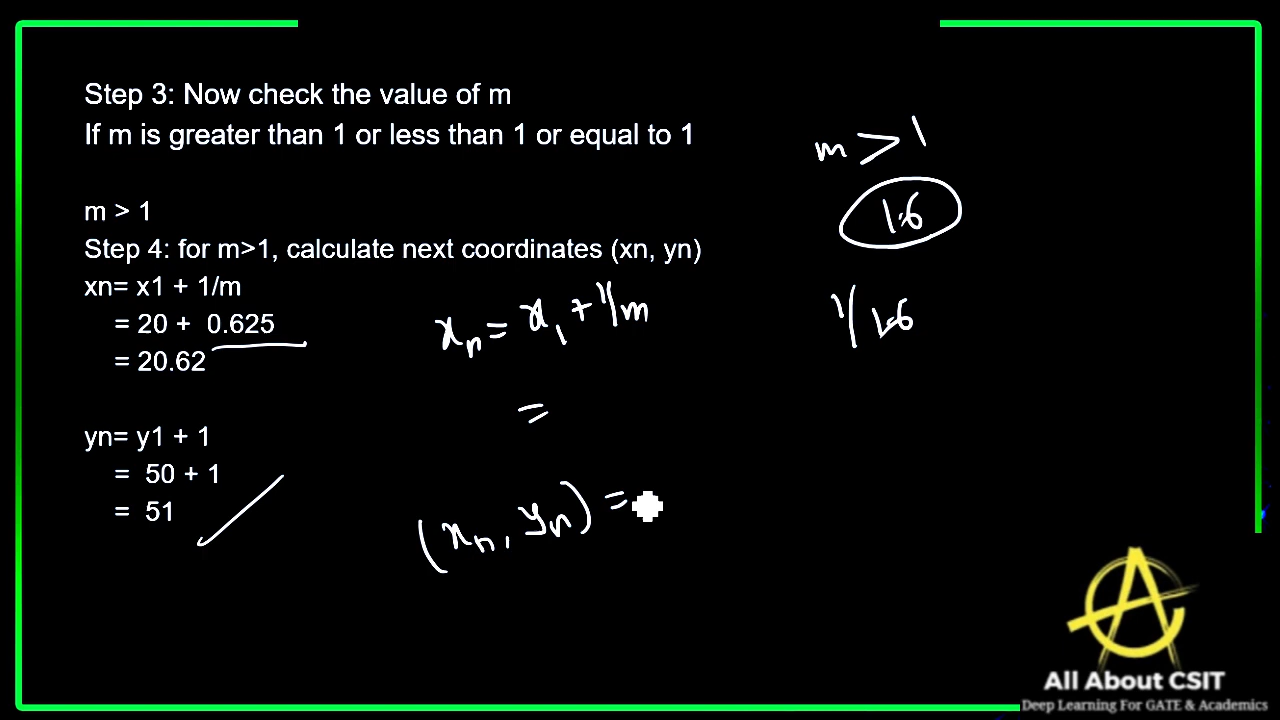 Step 3: Now check the value of m
If m is greater than 1 or less than 1 or equal to 1
m > 1
Step 4: for m>1, calculate next coordinates (xn, yn)
xn= x1 + 1/m
= 20 + 0.625
= 20.62
yn= y1 + 1
= 50 + 1
= 51
m > 1
1.6
1/1.6
xn = x1 + 1/m
=
(xn, yn) =
All About CSIT
Deep Learning For GATE & Academics